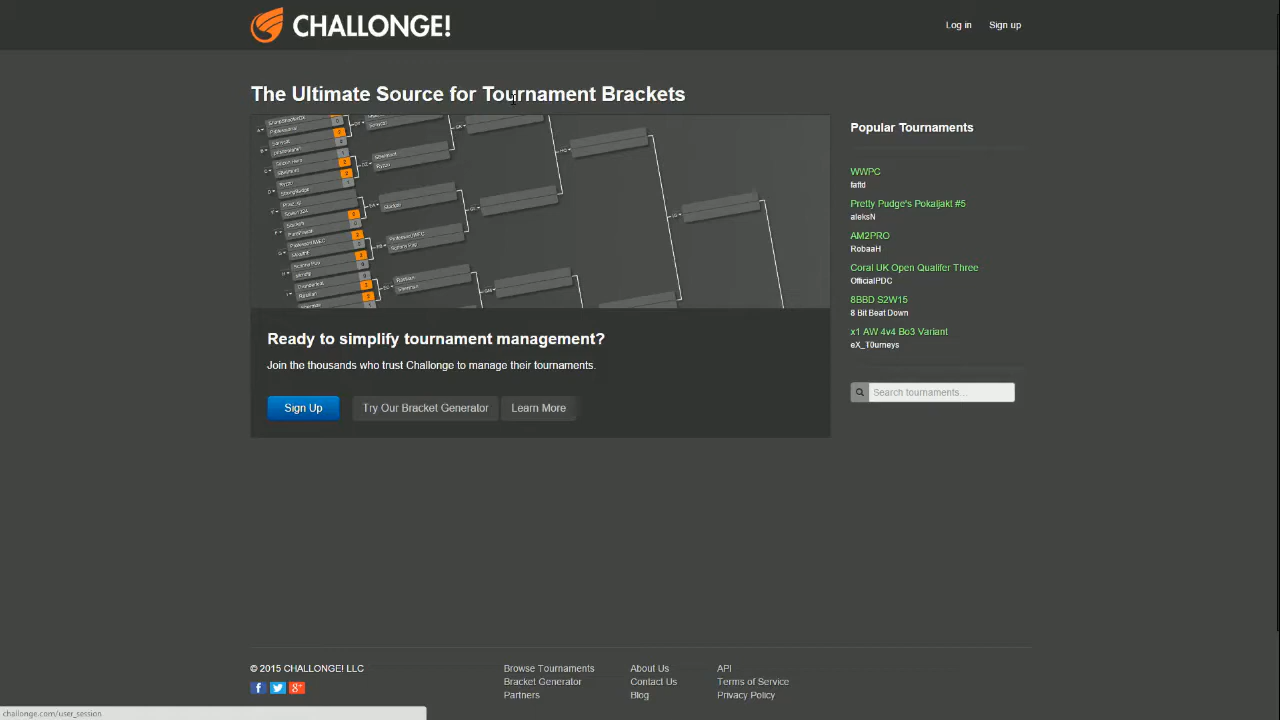 CHALLONGE!
Log in
Sign up
The Ultimate Source for Tournament Brackets
Ready to simplify tournament management?
Join the thousands who trust Challonge to manage their tournaments.
Sign Up
Try Our Bracket Generator
Learn More
Popular Tournaments
WWPC
Pretty Pudge's Pokaljakt #5
aleksN
AM2PRO
RobaaH
Coral UK Open Qualifer Three
OfficialPDC
8BBD S2W15
8 Bit Beat Down
x1 AW 4v4 Bo3 Variant
eX_T0umeys
Search tournaments...
© 2015 CHALLONGE! LLC
Browse Tournaments
Bracket Generator
Partners
About Us
Contact Us
Blog
API
Terms of Service
Privacy Policy
challonge.com/user_session